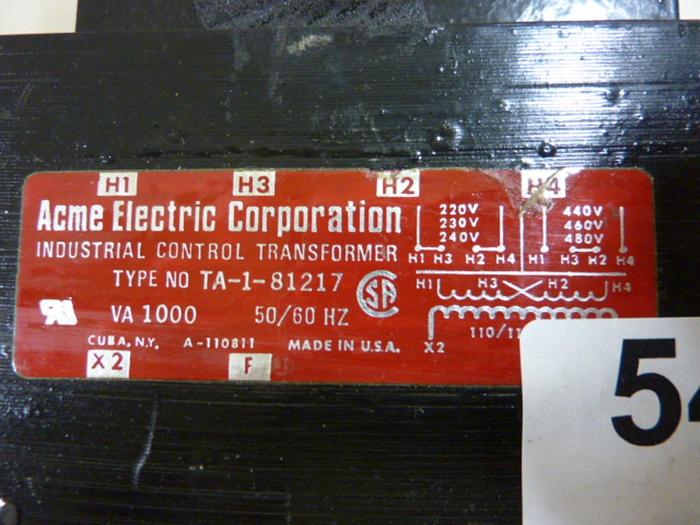 H1 H3 H2 H4
Acme Electric Corporation
INDUSTRIAL CONTROL TRANSFORMER
TYPE NO TA-1-81217
VA 1000 50/60 HZ
CUBA, N.Y. A-110811 MADE IN U.S.A.
X2 F
220V 440V
230V 460V
240V 480V
H1 H3 H2 H4 H1 H3 H2 H4
H1 H3 H2 H4
110/11
X2
54